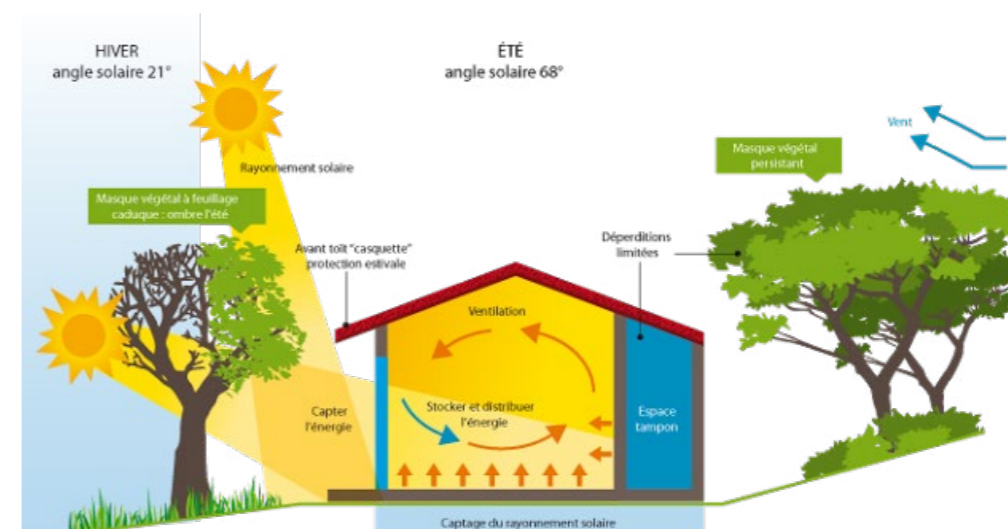 HIVER
angle solaire 21°
ÉTÉ
angle solaire 68°
Vent
Masque végétal
persistant
Rayonnement solaire
Masque végétal à feuillage
caduque : ombre l'été
Avant toît "casquette"
protection estivale
Déperditions
limitées
Ventilation
Capter
l'énergie
Stocker et distribuer
l'énergie
Espace
tampon
Captage du rayonnement solaire